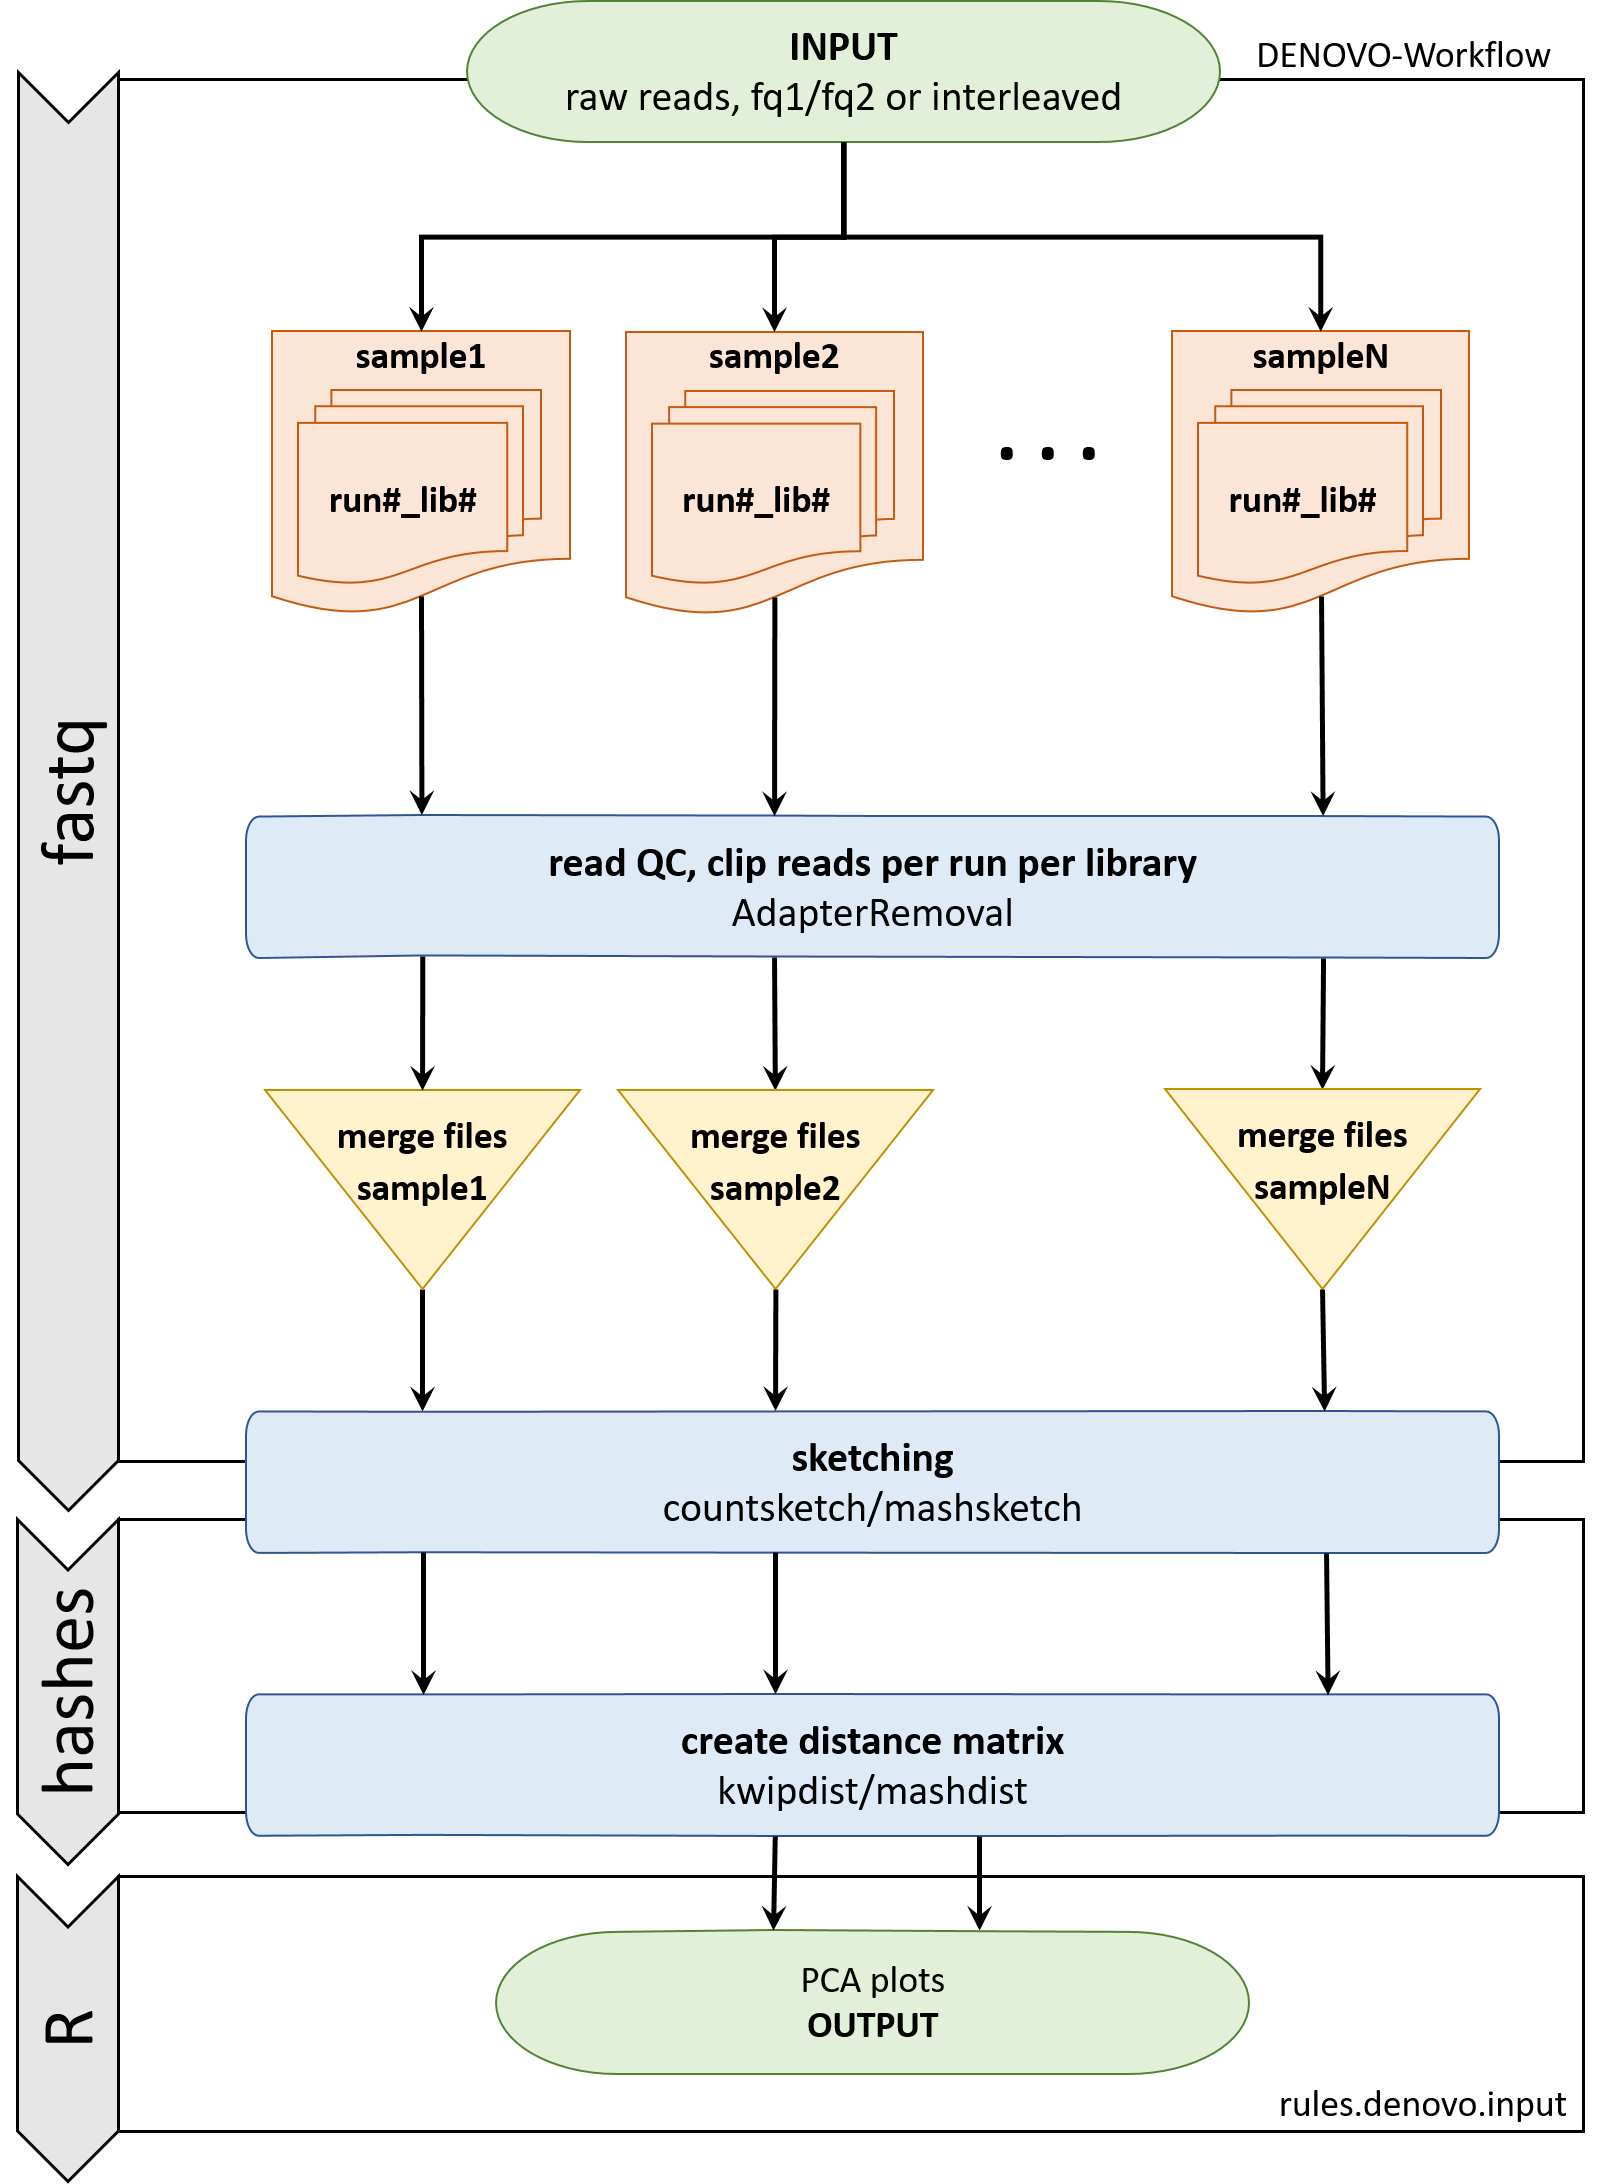 INPUT
raw reads, fq1/fq2 or interleaved
DENOVO-Workflow
sample1
run#_lib#
sample2
run#_lib#
. . .
sampleN
run#_lib#
fastq
read QC, clip reads per run per library
AdapterRemoval
merge files
sample1
merge files
sample2
merge files
sampleN
sketching
countsketch/mashsketch
hashes
create distance matrix
kwipdist/mashdist
R
PCA plots
OUTPUT
rules.denovo.input